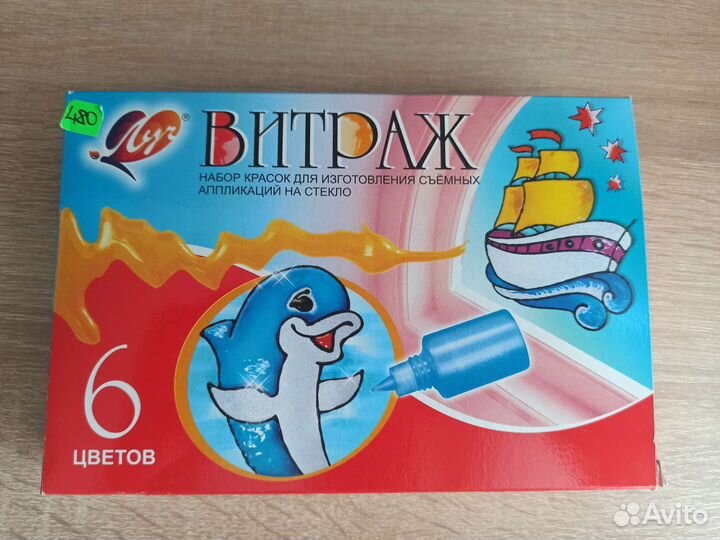 480
Луч®
ВИТРАЖ
НАБОР КРАСОК ДЛЯ ИЗГОТОВЛЕНИЯ СЪЁМНЫХ
АППЛИКАЦИЙ НА СТЕКЛО
6
ЦВЕТОВ
Avito